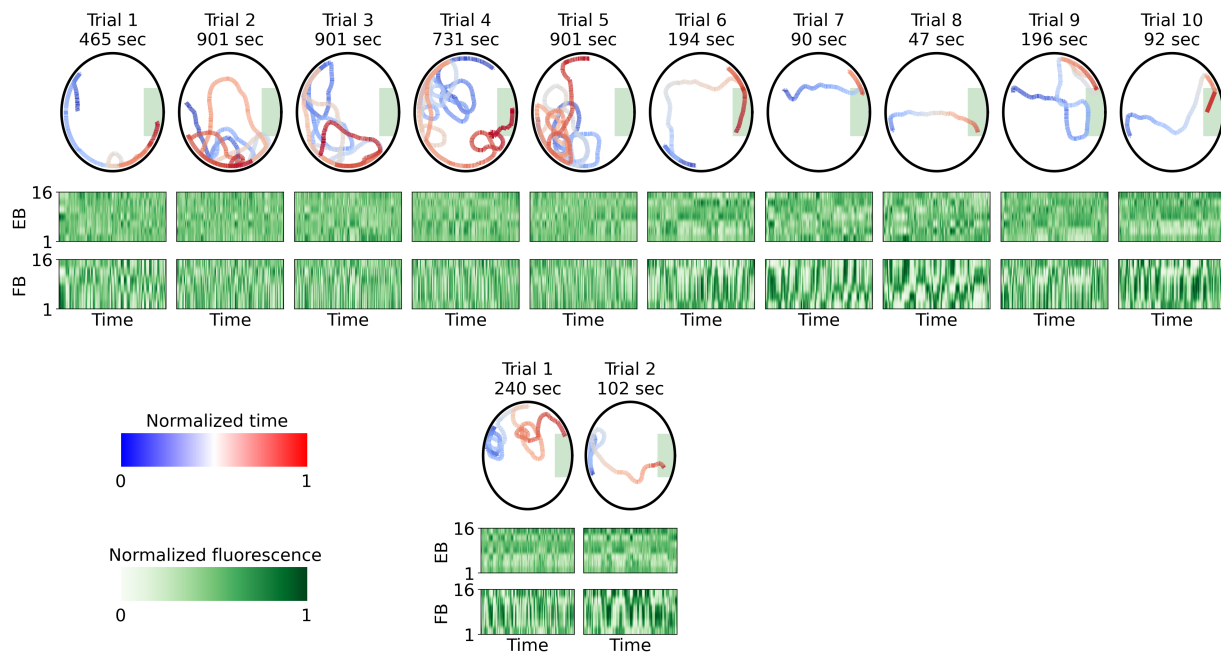 Trial 1 Trial 2 Trial 3 Trial 4 Trial 5 Trial 6 Trial 7 Trial 8 Trial 9 Trial 10
465 sec 901 sec 901 sec 731 sec 901 sec 194 sec 90 sec 47 sec 196 sec 92 sec
16
EB
1
16
FB
1
Time Time Time Time Time Time Time Time Time Time
Trial 1 Trial 2
240 sec 102 sec
Normalized time
0 1
16
EB
1
Normalized fluorescence
0 1
16
FB
1
Time Time